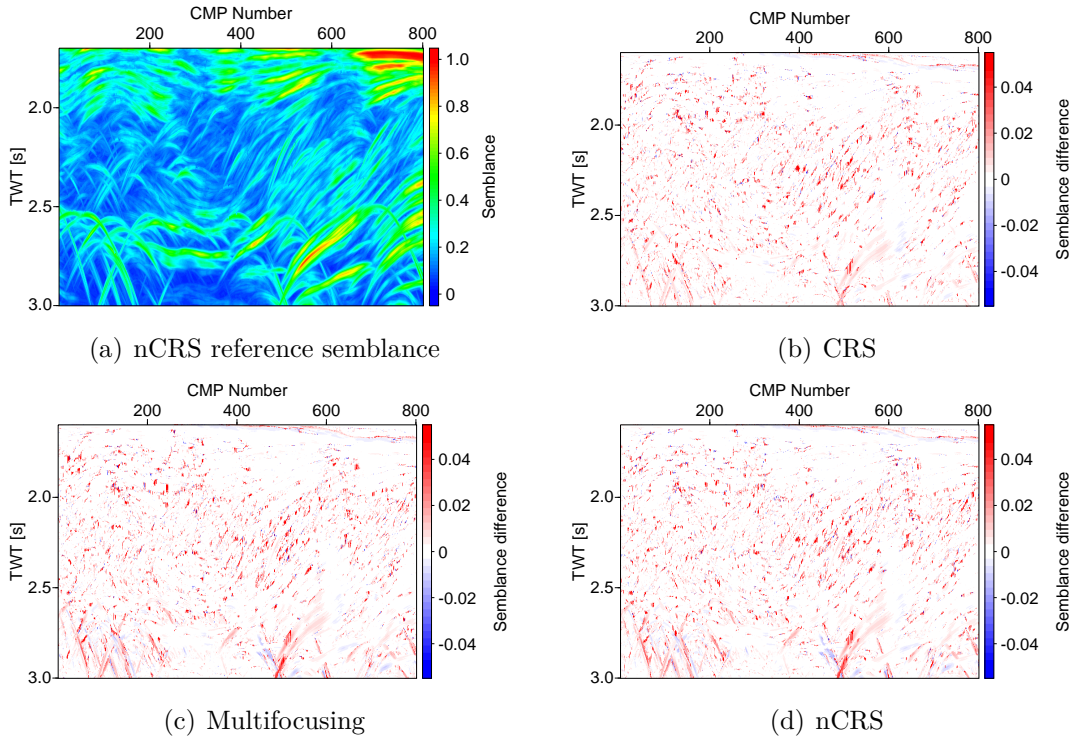 CMP Number
200 400 600 800
TWT [s]
2.0
2.5
3.0
1.0
0.8
0.6
0.4
0.2
0
Semblance
(a) nCRS reference semblance
CMP Number
200 400 600 800
TWT [s]
2.0
2.5
3.0
0.04
0.02
0
-0.02
-0.04
Semblance difference
(b) CRS
CMP Number
200 400 600 800
TWT [s]
2.0
2.5
3.0
0.04
0.02
0
-0.02
-0.04
Semblance difference
(c) Multifocusing
CMP Number
200 400 600 800
TWT [s]
2.0
2.5
3.0
0.04
0.02
0
-0.02
-0.04
Semblance difference
(d) nCRS